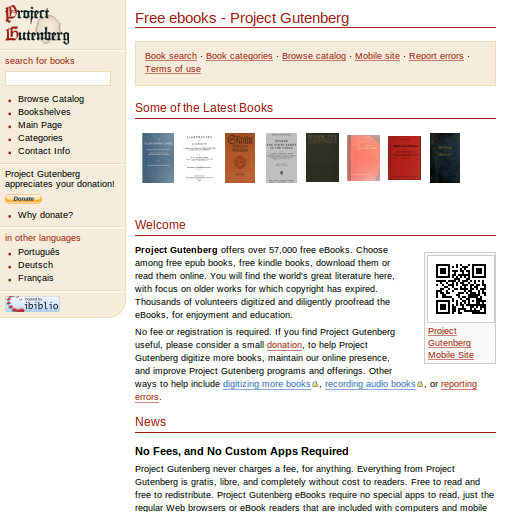 Project
Gutenberg
search for books
Browse Catalog
Bookshelves
Main Page
Categories
Contact Info
Project Gutenberg
appreciates your donation!
Donate
Why donate?
in other languages
Português
Deutsch
Français
hosted by
ibiblio
Free ebooks - Project Gutenberg
Book search · Book categories · Browse catalog · Mobile site · Report errors ·
Terms of use
Some of the Latest Books
Welcome
Project Gutenberg offers over 57,000 free eBooks. Choose
among free epub books, free kindle books, download them or
read them online. You will find the world's great literature here,
with focus on older works for which copyright has expired.
Thousands of volunteers digitized and diligently proofread the
eBooks, for enjoyment and education.
No fee or registration is required. If you find Project Gutenberg
useful, please consider a small donation, to help Project
Gutenberg digitize more books, maintain our online presence,
and improve Project Gutenberg programs and offerings. Other
ways to help include digitizing more books, recording audio books, or reporting
errors.
Project
Gutenberg
Mobile Site
News
No Fees, and No Custom Apps Required
Project Gutenberg never charges a fee, for anything. Everything from Project
Gutenberg is gratis, libre, and completely without cost to readers. Free to read and
free to redistribute. Project Gutenberg eBooks require no special apps to read, just the
regular Web browsers or eBook readers that are included with computers and mobile